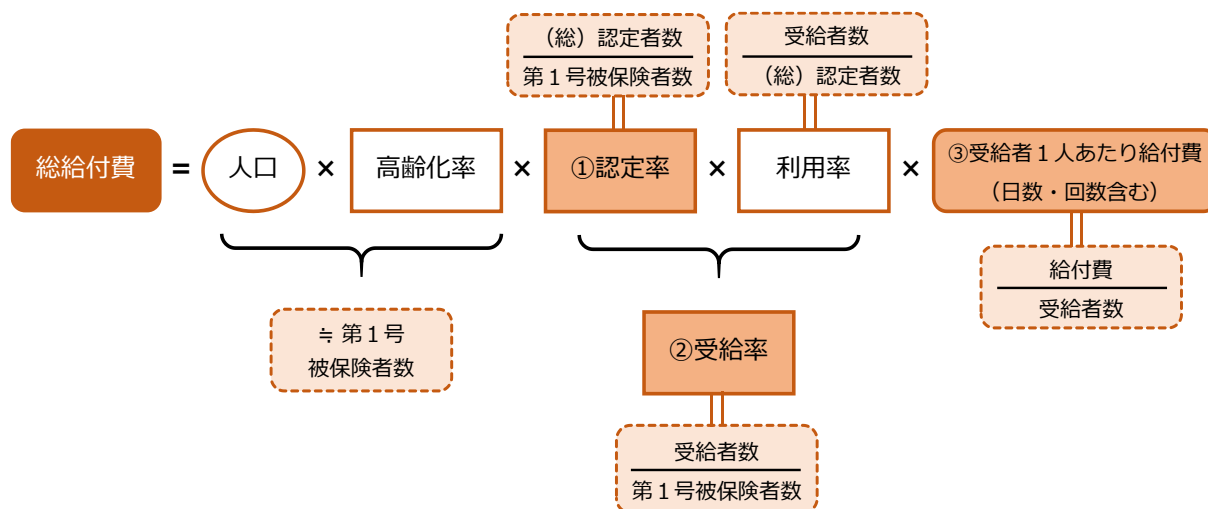 （総）認定者数
第１号被保険者数
受給者数
（総）認定者数
総給付費
=
人口
×
高齢化率
×
①認定率
×
利用率
×
③受給者１人あたり給付費
（日数・回数含む）
給付費
受給者数
≒ 第１号
被保険者数
②受給率
受給者数
第１号被保険者数